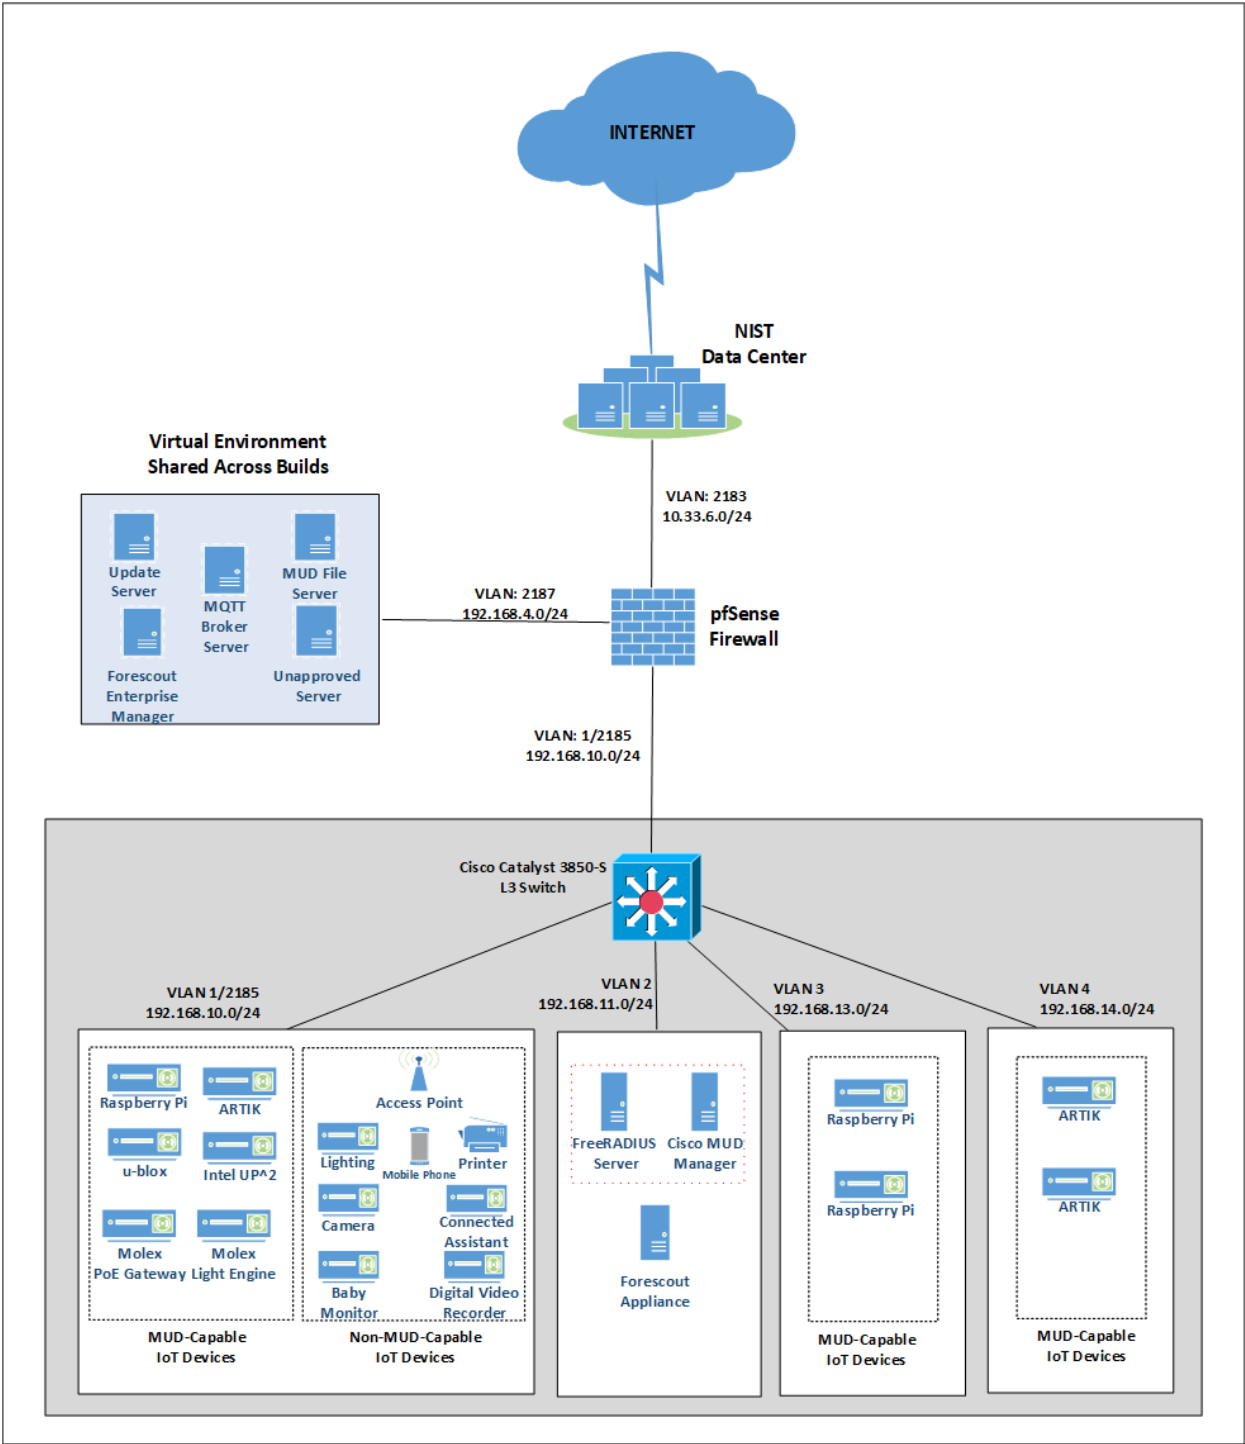 INTERNET
NIST
Data Center
Virtual Environment
Shared Across Builds
VLAN: 2183
10.33.6.0/24
Update
Server
MQTT
Broker
Server
MUD File
Server
Forescout
Enterprise
Manager
Unapproved
Server
VLAN: 2187
192.168.4.0/24
pfSense
Firewall
VLAN: 1/2185
192.168.10.0/24
Cisco Catalyst 3850-S
L3 Switch
VLAN 1/2185
192.168.10.0/24
VLAN 2
192.168.11.0/24
VLAN 3
192.168.13.0/24
VLAN 4
192.168.14.0/24
Raspberry Pi
ARTIK
u-blox
Intel UP^2
Molex
PoE Gateway
Molex
Light Engine
MUD-Capable
IoT Devices
Access Point
Lighting
Mobile Phone
Printer
Camera
Connected
Assistant
Baby
Monitor
Digital Video
Recorder
Non-MUD-Capable
IoT Devices
FreeRADIUS
Server
Cisco MUD
Manager
Forescout
Appliance
Raspberry Pi
Raspberry Pi
MUD-Capable
IoT Devices
ARTIK
ARTIK
MUD-Capable
IoT Devices